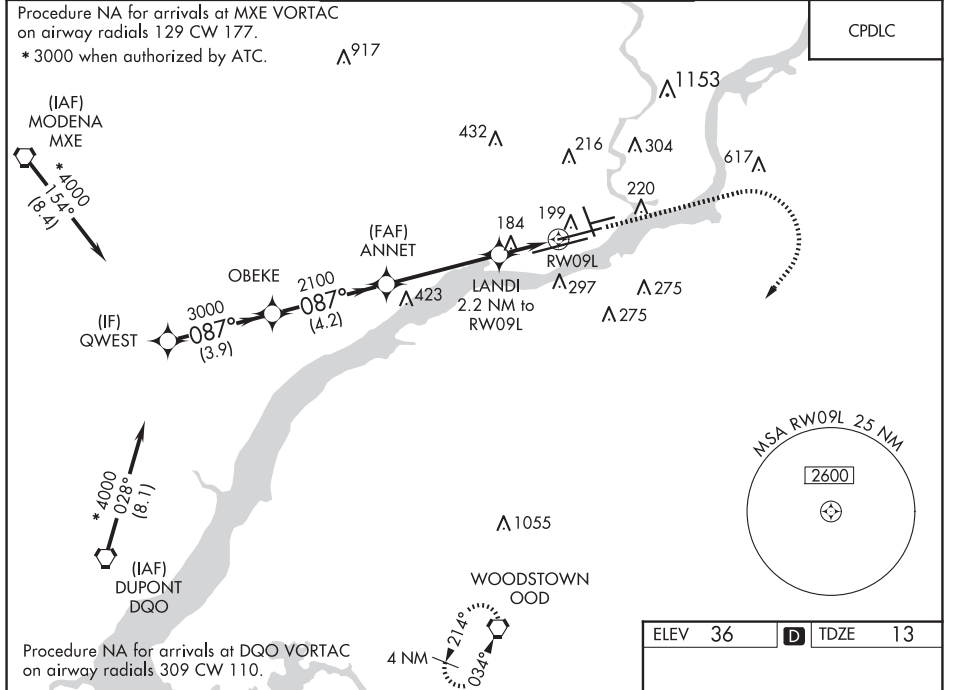 Procedure NA for arrivals at MXE VORTAC
on airway radials 129 CW 177.
* 3000 when authorized by ATC.
917
CPDLC
1153
(IAF)
MODENA
MXE
* 4000
154°
(8.4)
432
216
304
617
220
199
184
(FAF)
ANNET
RW09L
OBEKE
2100
087°
(4.2)
423
LANDI
2.2 NM to
RW09L
297
275
275
3000
087°
(3.9)
(IF)
QWEST
MSA RW09L 25 NM
2600
* 4000
028°
(8.1)
1055
(IAF)
DUPONT
DQO
WOODSTOWN
OOD
214°
034°
4 NM
ELEV 36
D
TDZE 13
Procedure NA for arrivals at DQO VORTAC
on airway radials 309 CW 110.